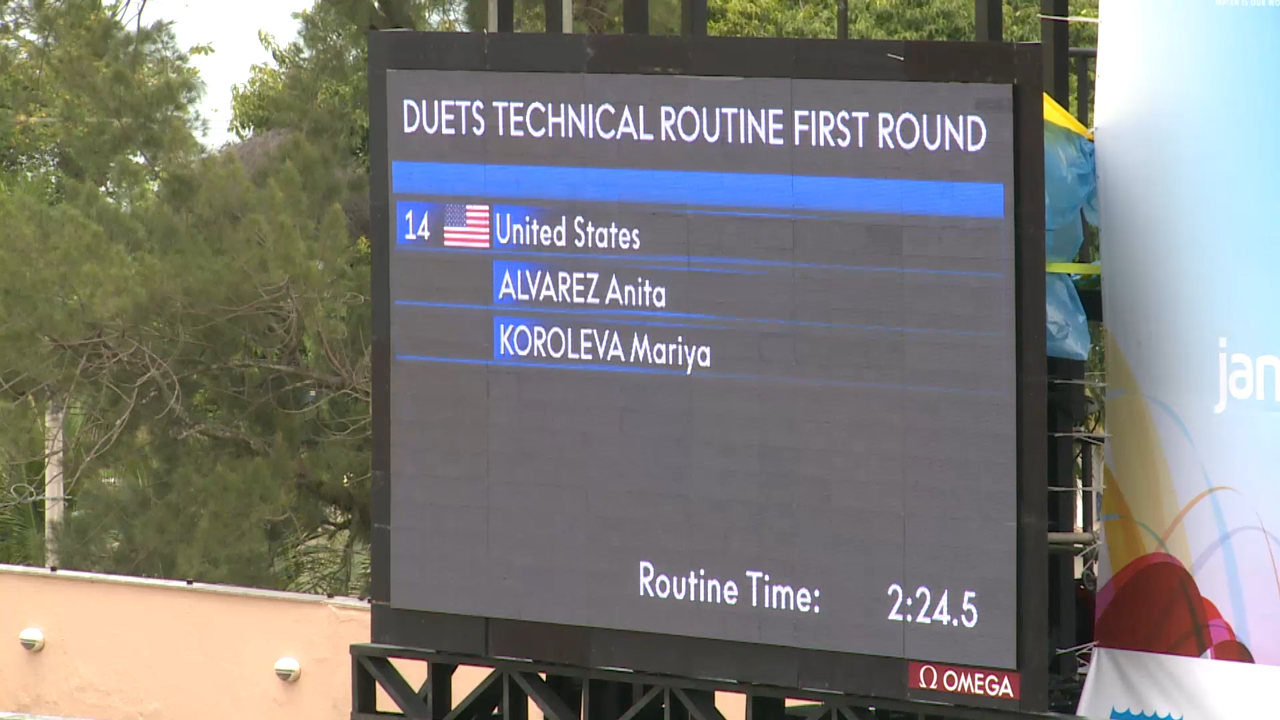 DUETS TECHNICAL ROUTINE FIRST ROUND
14 United States
ALVAREZ Anita
KOROLEVA Mariya
Routine Time: 2:24.5
Ω OMEGA
jan